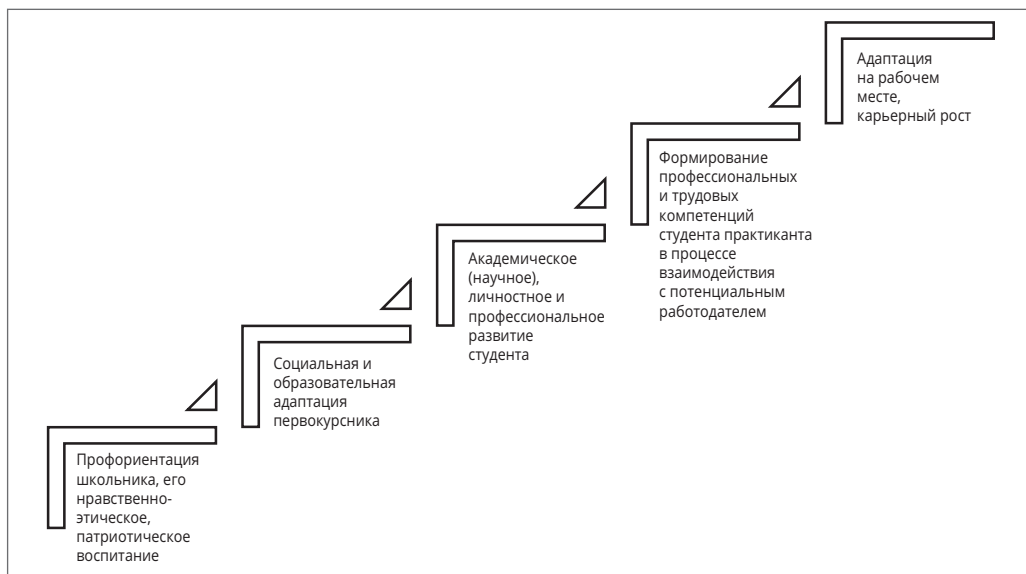 Адаптация
на рабочем
месте,
карьерный рост
Формирование
профессиональных
и трудовых
компетенций
студента практиканта
в процессе
взаимодействия
с потенциальным
работодателем
Академическое
(научное),
личностное и
профессиональное
развитие
студента
Социальная и
образовательная
адаптация
первокурсника
Профориентация
школьника, его
нравственно-
этическое,
патриотическое
воспитание